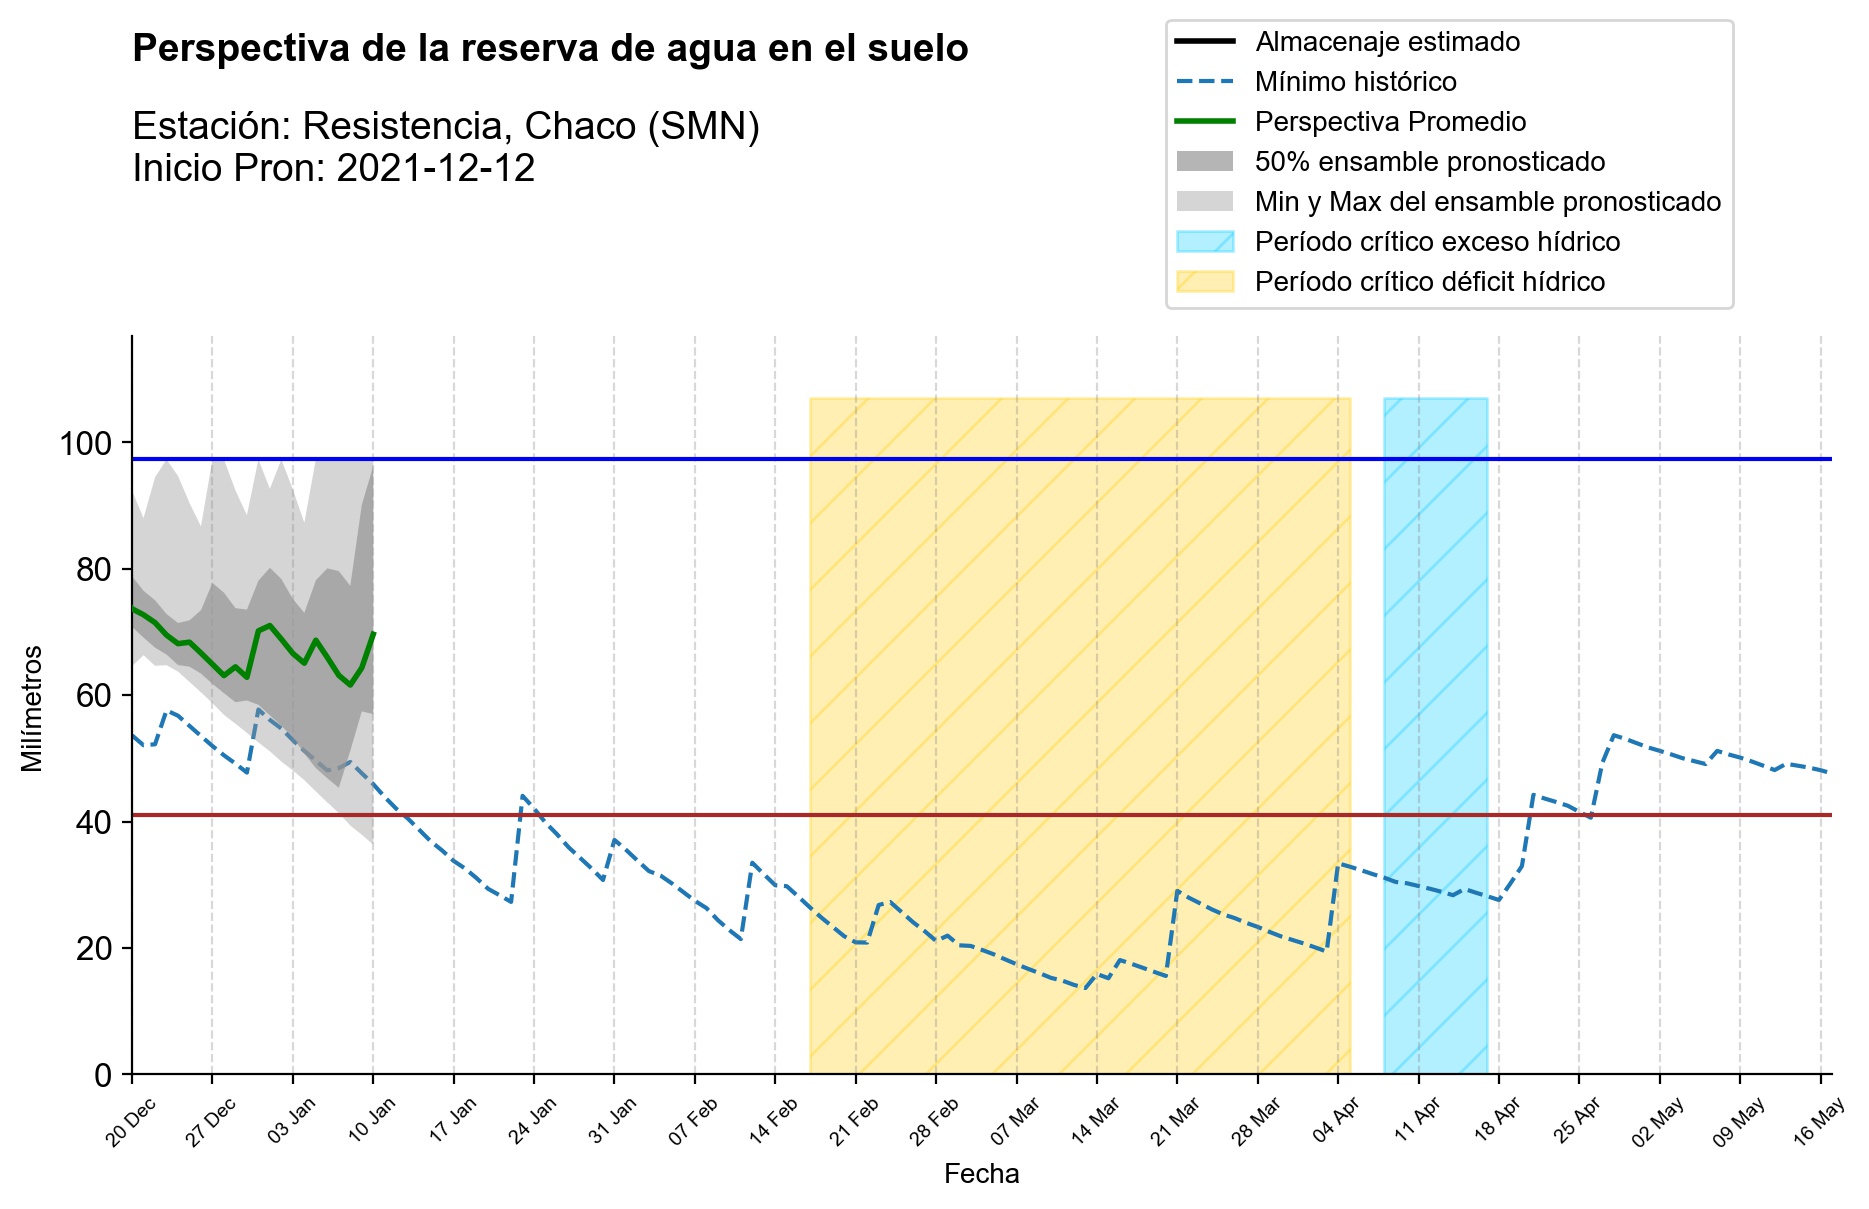 Perspectiva de la reserva de agua en el suelo
Estación: Resistencia, Chaco (SMN)
Inicio Pron: 2021-12-12
Almacenaje estimado
Mínimo histórico
Perspectiva Promedio
50% ensamble pronosticado
Min y Max del ensamble pronosticado
Período crítico exceso hídrico
Período crítico déficit hídrico
Milímetros
100
80
60
40
20
0
20 Dec
27 Dec
03 Jan
10 Jan
17 Jan
24 Jan
31 Jan
07 Feb
14 Feb
21 Feb
28 Feb
07 Mar
14 Mar
21 Mar
28 Mar
04 Apr
11 Apr
18 Apr
25 Apr
02 May
09 May
16 May
Fecha